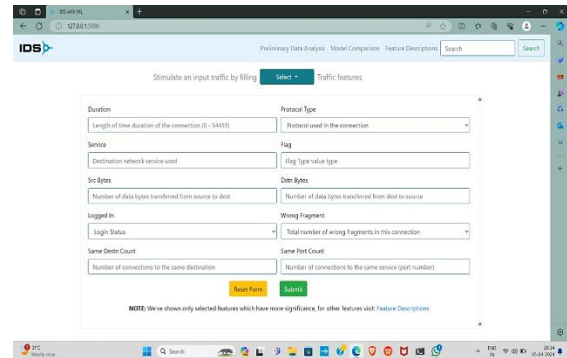 IDS with ML
127.0.0.1:5000
IDS
Preliminary Data Analysis Model Comparison Feature Descriptions Search Search
Stimulate an input traffic by filling Select Traffic features
Duration Protocol Type
Length of time duration of the connection (0 - 54451) Protocol used in the connection
Service Flag
Destination network service used Flag Type value type
Src Bytes Dstn Bytes
Number of data bytes transferred from source to dest Number of data bytes transferred from dest to source
Logged In Wrong Fragment
Login Status Total number of wrong fragments in this connection
Same Destn Count Same Port Count
Number of connections to the same destination Number of connections to the same service (port number)
Reset Form Submit
NOTE: We've shown only selected features which have more significance, for other features visit: Feature Descriptions
31°C
Mostly clear
Search
ENG
IN
20:34
05-04-2024